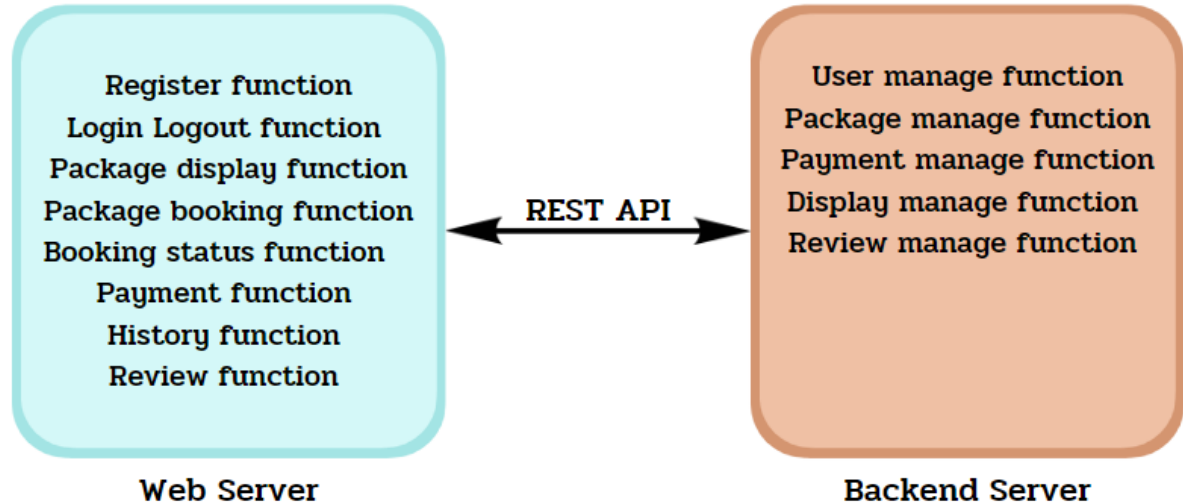 Register function
Login Logout function
Package display function
Package booking function
Booking status function
Payment function
History function
Review function
Web Server
REST API
User manage function
Package manage function
Payment manage function
Display manage function
Review manage function
Backend Server